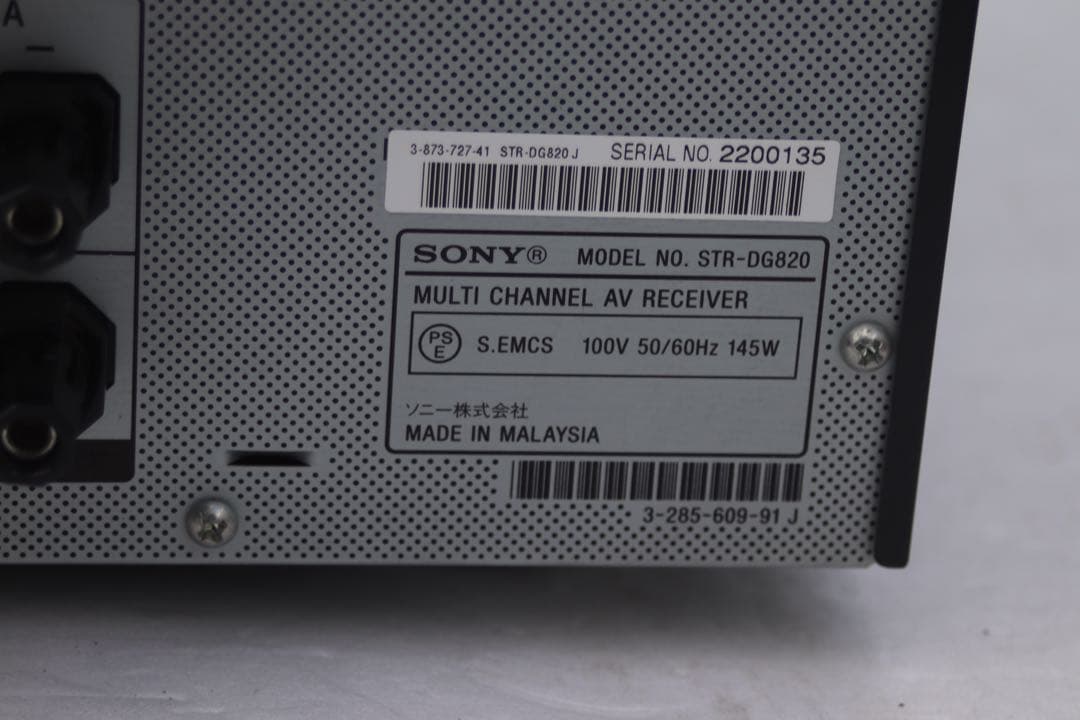 A
−
3-873-727-41 STR-DG820 J SERIAL NO. 2200135
SONY® MODEL NO. STR-DG820
MULTI CHANNEL AV RECEIVER
PS
E
S.EMCS 100V 50/60Hz 145W
ソニー株式会社
MADE IN MALAYSIA
3-285-609-91 J